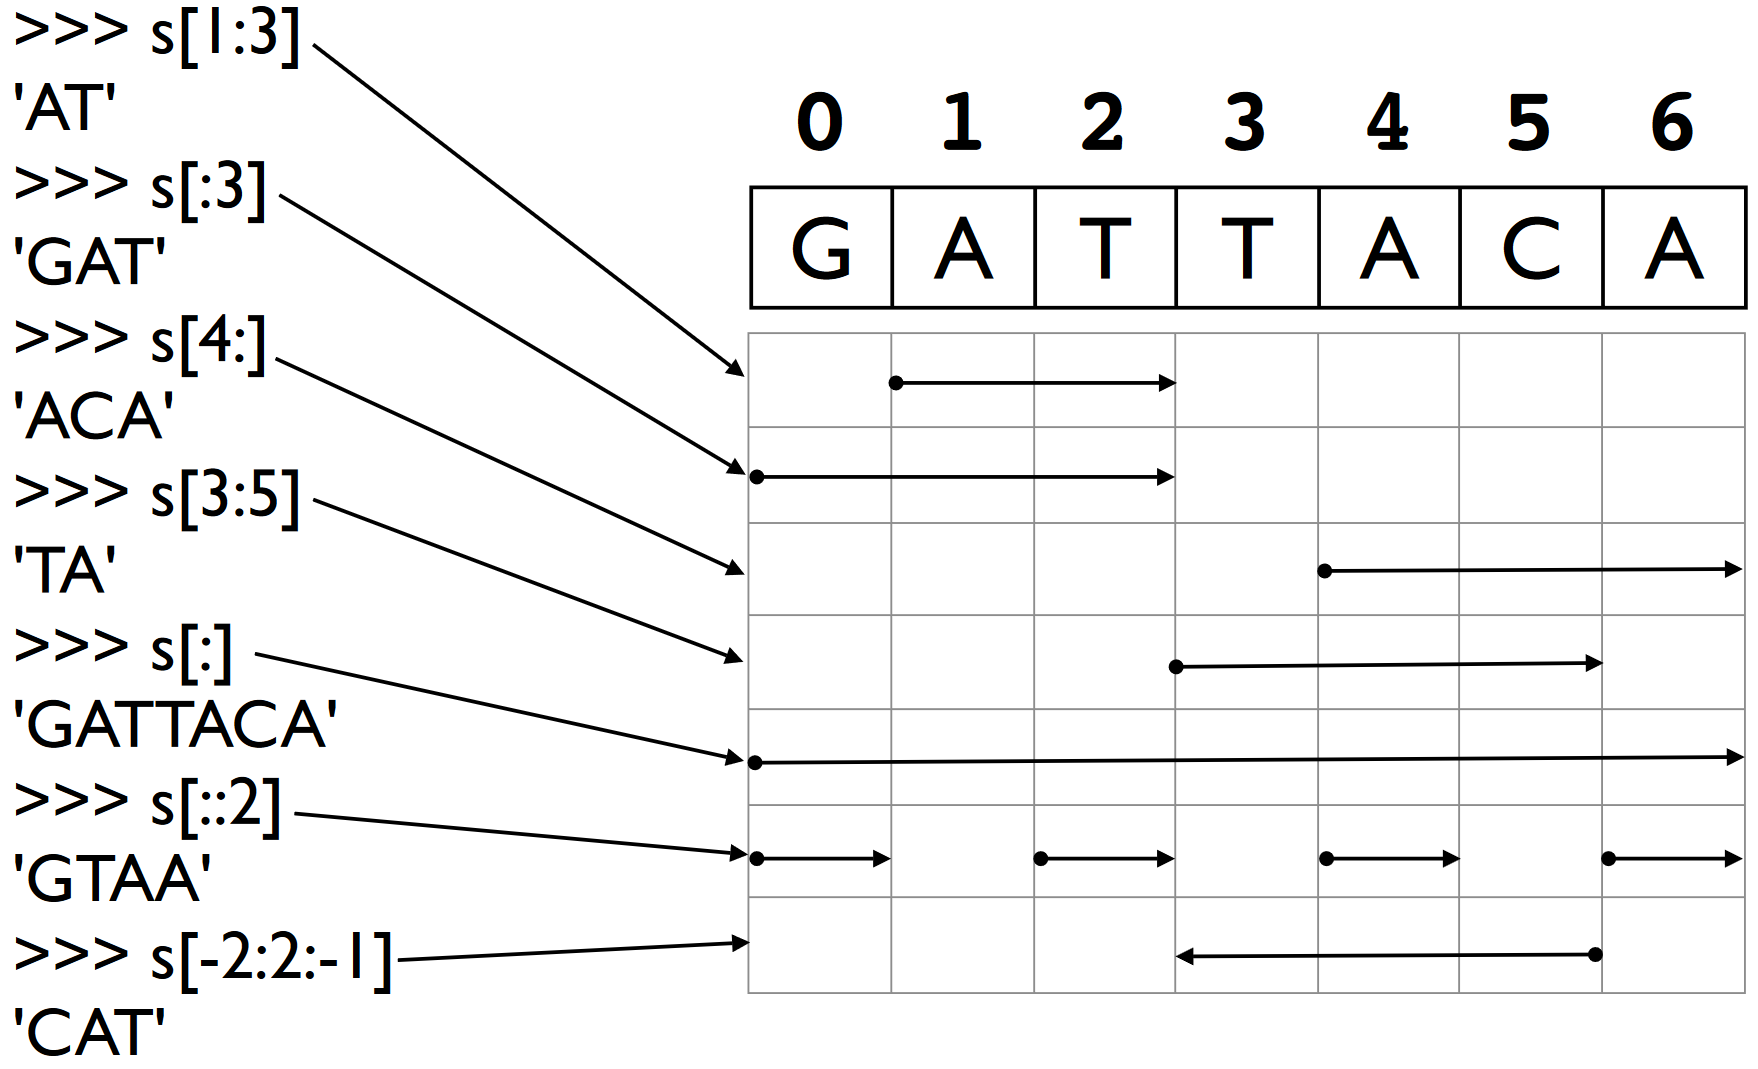 >>> s[1:3]
'AT'
>>> s[:3]
'GAT'
>>> s[4:]
'ACA'
>>> s[3:5]
'TA'
>>> s[:]
'GATTACA'
>>> s[::2]
'GTAA'
>>> s[-2:2:-1]
'CAT'
0 1 2 3 4 5 6
G A T T A C A